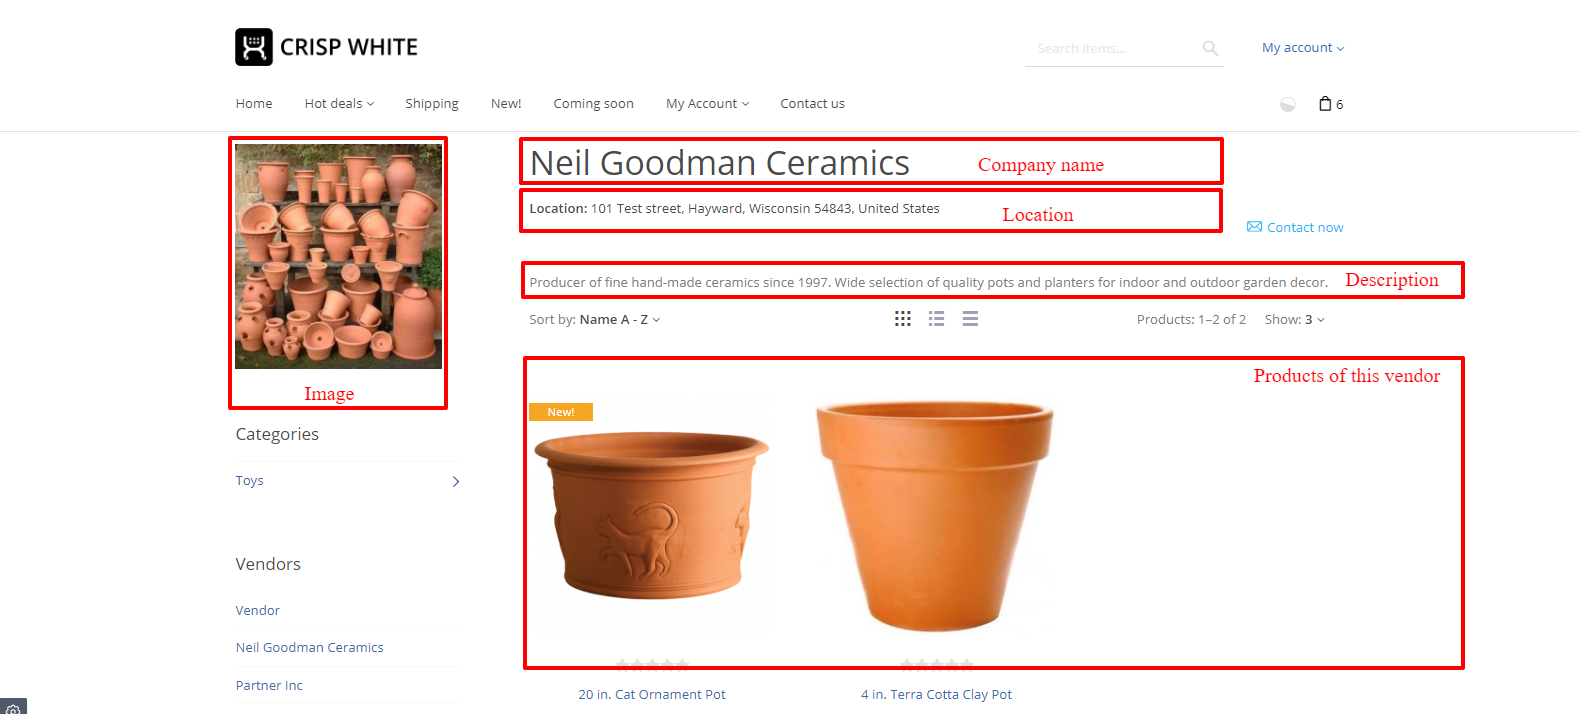 CRISP WHITE
Search items...
My account
Home Hot deals Shipping New! Coming soon My Account Contact us
6
Neil Goodman Ceramics
Company name
Location: 101 Test street, Hayward, Wisconsin 54843, United States
Location
Contact now
Producer of fine hand-made ceramics since 1997. Wide selection of quality pots and planters for indoor and outdoor garden decor.
Description
Sort by: Name A - Z
Products: 1–2 of 2 Show: 3
Image
Products of this vendor
New!
Categories
Toys
Vendors
Vendor
Neil Goodman Ceramics
Partner Inc
20 in. Cat Ornament Pot
4 in. Terra Cotta Clay Pot